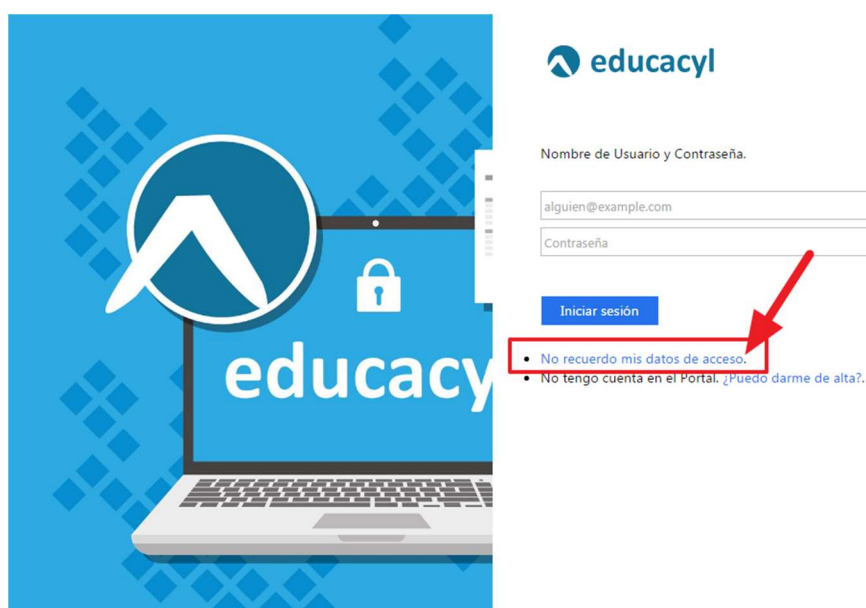 educacyl
Nombre de Usuario y Contraseña.
alguien@example.com
Contraseña
Iniciar sesión
No recuerdo mis datos de acceso.
No tengo cuenta en el Portal. ¿Puedo darme de alta?.
educacy